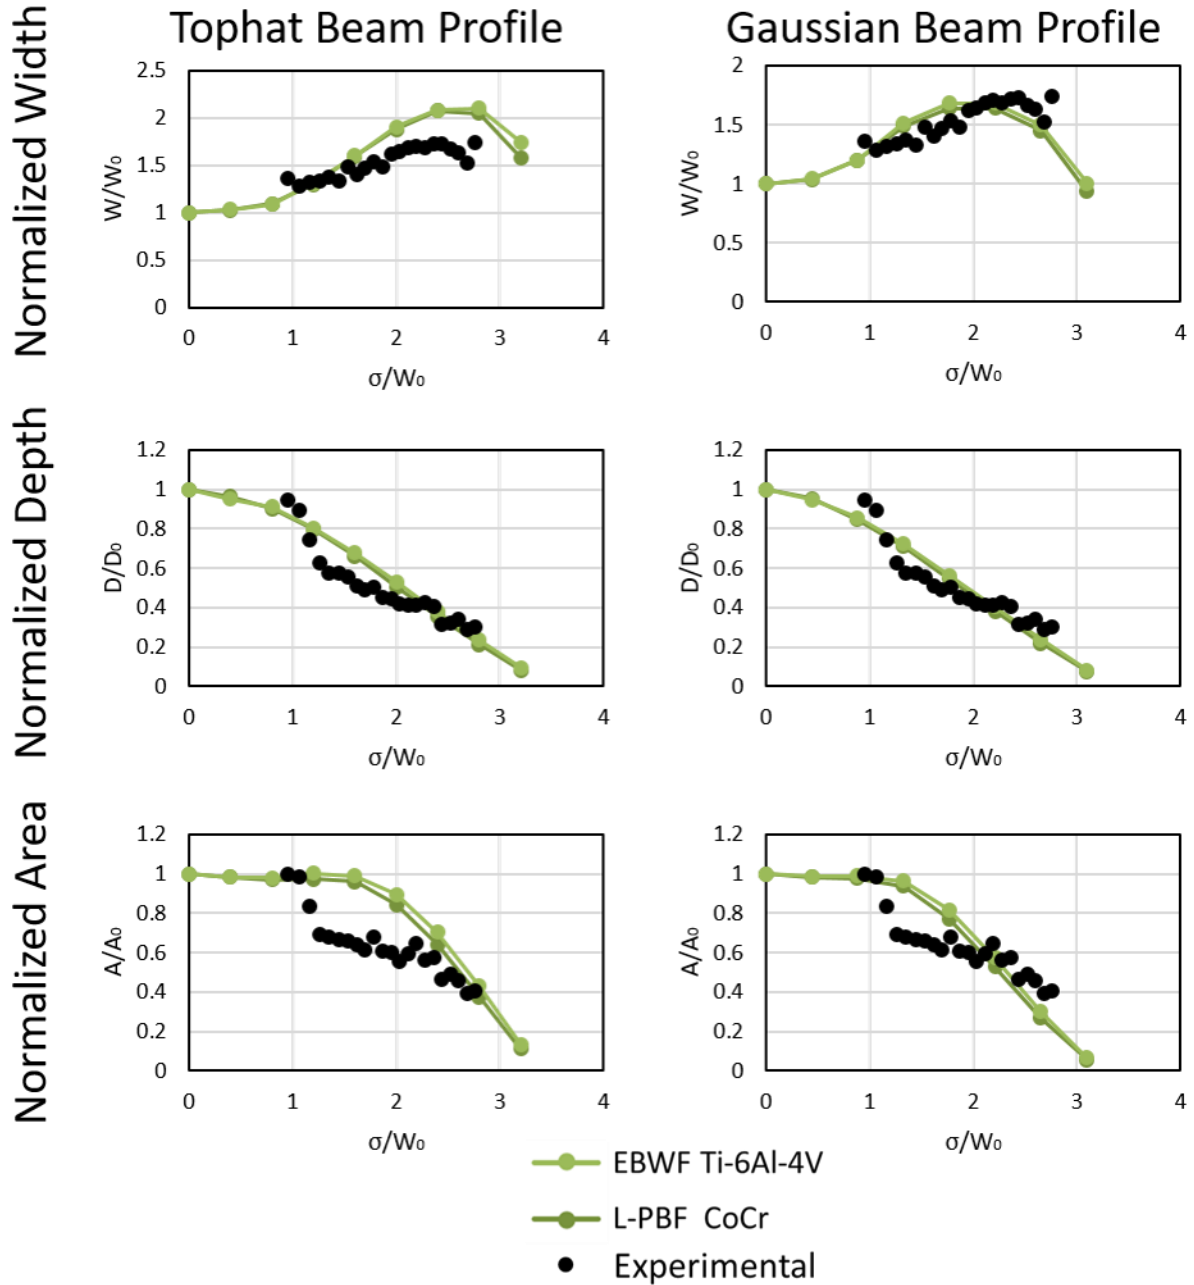 Tophat Beam Profile
Gaussian Beam Profile
Normalized Width
W/W₀
2.5
2
1.5
1
0.5
0
0 1 2 3 4
σ/W₀
W/W₀
2
1.5
1
0.5
0
0 1 2 3 4
σ/W₀
Normalized Depth
D/D₀
1.2
1
0.8
0.6
0.4
0.2
0
0 1 2 3 4
σ/W₀
D/D₀
1.2
1
0.8
0.6
0.4
0.2
0
0 1 2 3 4
σ/W₀
Normalized Area
A/A₀
1.2
1
0.8
0.6
0.4
0.2
0
0 1 2 3 4
σ/W₀
A/A₀
1.2
1
0.8
0.6
0.4
0.2
0
0 1 2 3 4
σ/W₀
EBWF Ti-6Al-4V
L-PBF CoCr
Experimental